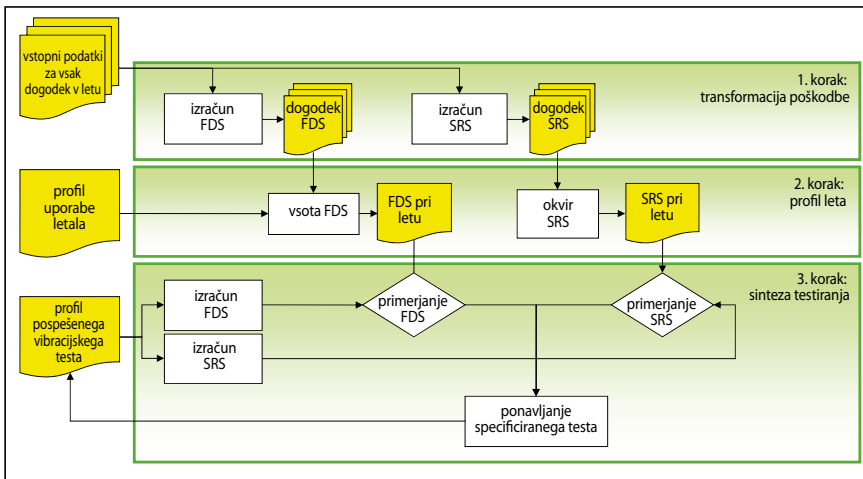 vstopni podatki
za vsak
dogodek v letu
1. korak:
transformacija poškodbe
izračun
FDS
dogodek
FDS
izračun
SRS
dogodek
SRS
profil
uporabe
letala
2. korak:
profil leta
vsota FDS
FDS pri
letu
okvir
SRS
SRS pri
letu
3. korak:
sinteza testiranja
profil
pospešenega
vibracijskega
testa
izračun
FDS
primerjanje
FDS
primerjanje
SRS
izračun
SRS
ponavljanje
specificiranega testa